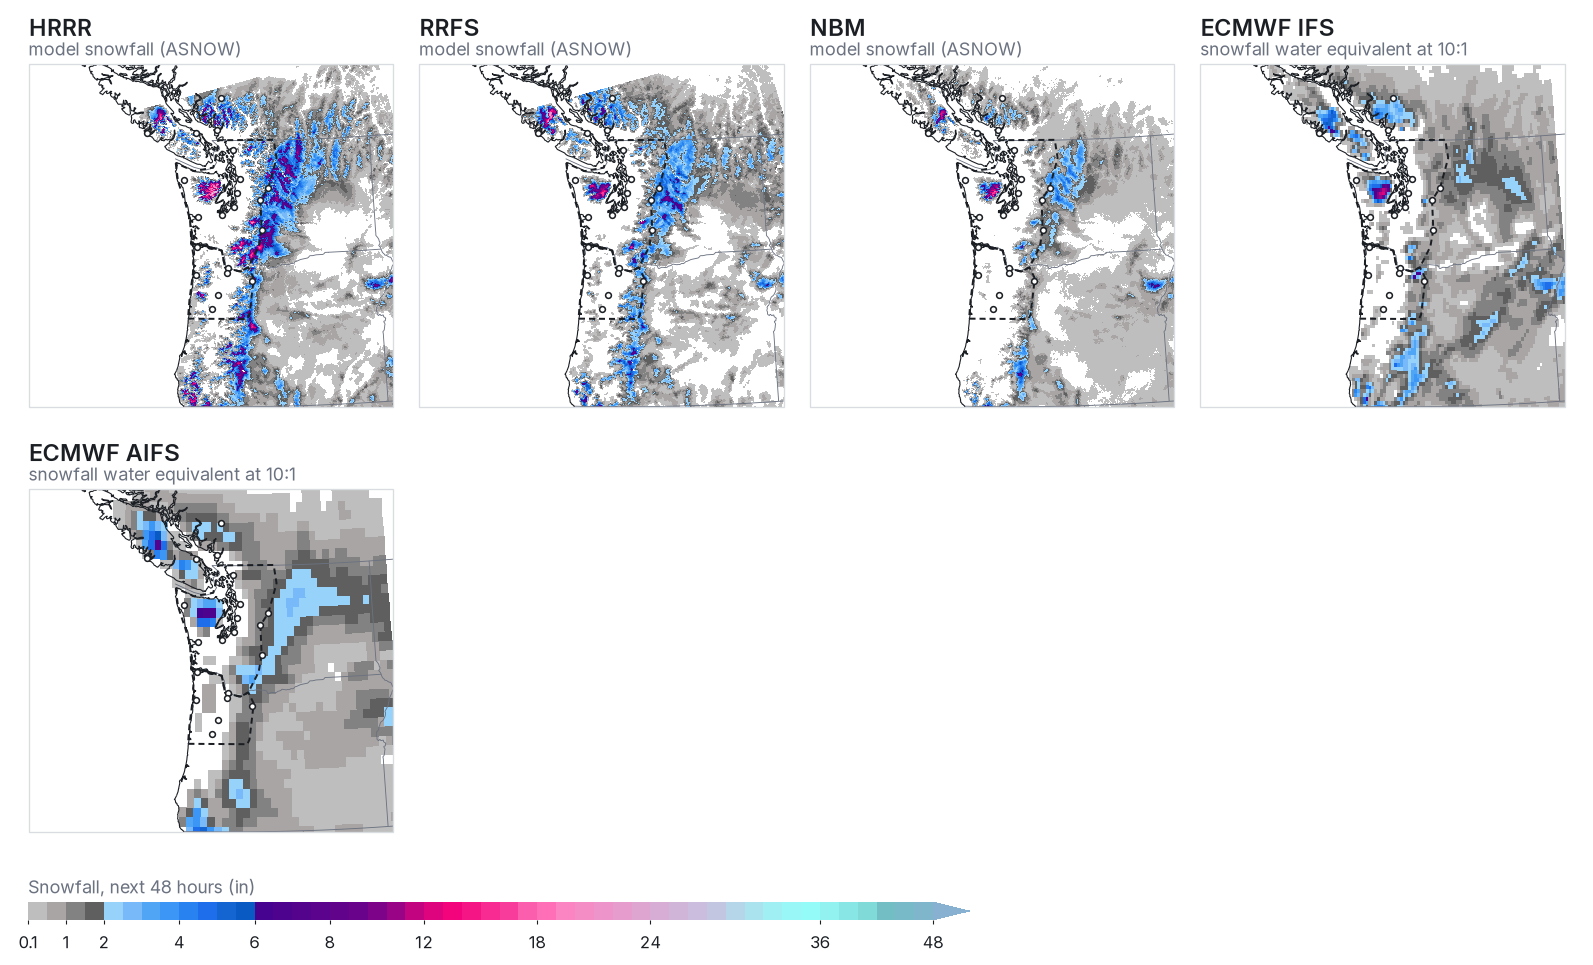 HRRR
model snowfall (ASNOW)
RRFS
model snowfall (ASNOW)
NBM
model snowfall (ASNOW)
ECMWF IFS
snowfall water equivalent at 10:1
ECMWF AIFS
snowfall water equivalent at 10:1
Snowfall, next 48 hours (in)
0.1 1 2 4 6 8 12 18 24 36 48